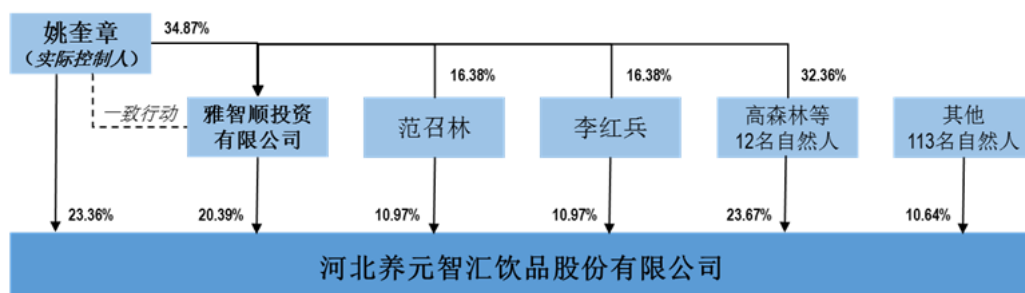 姚奎章
（实际控制人）
34.87%
16.38%
16.38%
32.36%
一致行动
雅智顺投资
有限公司
范召林
李红兵
高森林等
12名自然人
其他
113名自然人
23.36%
20.39%
10.97%
10.97%
23.67%
10.64%
河北养元智汇饮品股份有限公司